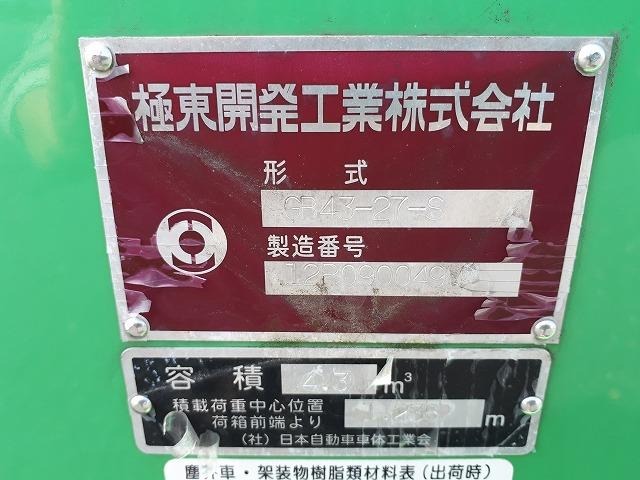 極東開発工業株式会社
形 式
GB43-27-S
製造番号
容 積 4.3 m³
積載荷重中心位置
荷箱前端より m
(社) 日本自動車車体工業会
塵芥車・架装物樹脂類材料表(出荷時)